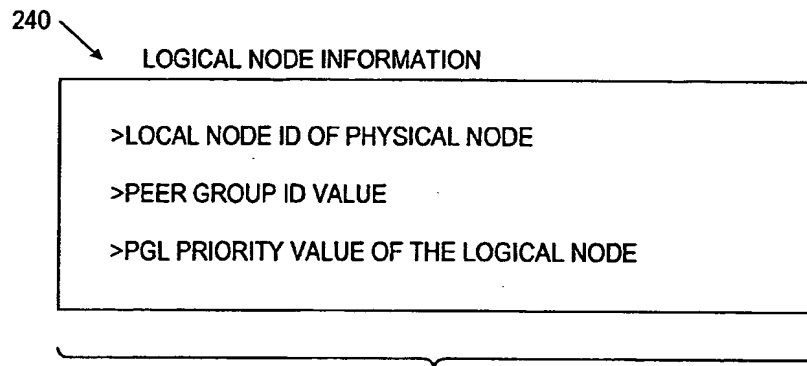 240
LOGICAL NODE INFORMATION
>LOCAL NODE ID OF PHYSICAL NODE
>PEER GROUP ID VALUE
>PGL PRIORITY VALUE OF THE LOGICAL NODE